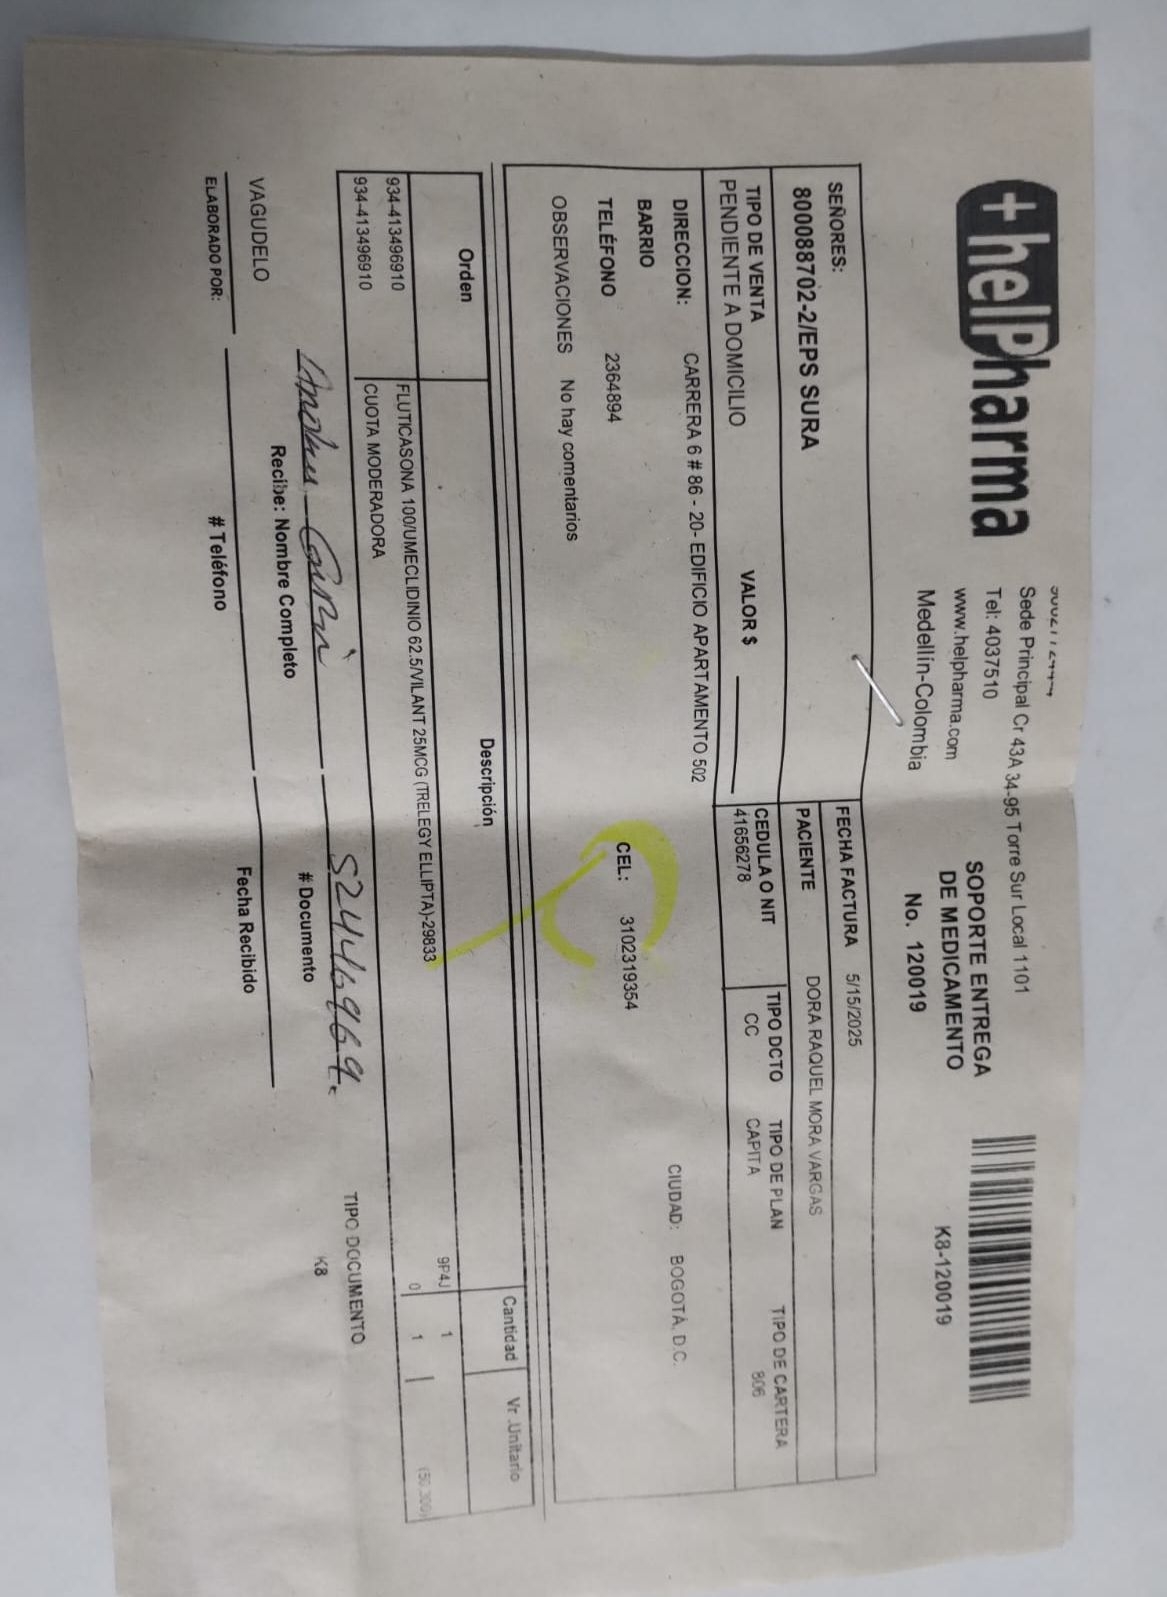 +helPharma
Sede Principal Cr 43A 34-95 Torre Sur Local 1101
Tel: 4037510
www.helpharma.com
Medellín-Colombia
SOPORTE ENTREGA
DE MEDICAMENTO
No. 120019
K8-120019
SEÑORES:
800088702-2/EPS SURA
FECHA FACTURA 5/15/2025
PACIENTE DORA RAQUEL MORA VARGAS
TIPO DE VENTA VALOR $
PENDIENTE A DOMICILIO
CEDULA O NIT TIPO DCTO TIPO DE PLAN TIPO DE CARTERA
41656278 CC CAPITA 806
DIRECCION: CARRERA 6 # 86 - 20- EDIFICIO APARTAMENTO 502
CIUDAD: BOGOTÁ, D.C.
BARRIO
TELÉFONO 2364894 CEL: 3102319354
OBSERVACIONES No hay comentarios
Orden Descripción Cantidad Vr .Unitario
934-413496910 FLUTICASONA 100/UMECLIDINIO 62.5/VILANT 25MCG (TRELEGY ELLIPTA)-29833 9P4J 1
934-413496910 CUOTA MODERADORA 0 1 (50.300)
52446969.
Recibe: Nombre Completo # Documento
TIPO DOCUMENTO
K8
VAGUDELO
ELABORADO POR: # Teléfono Fecha Recibido